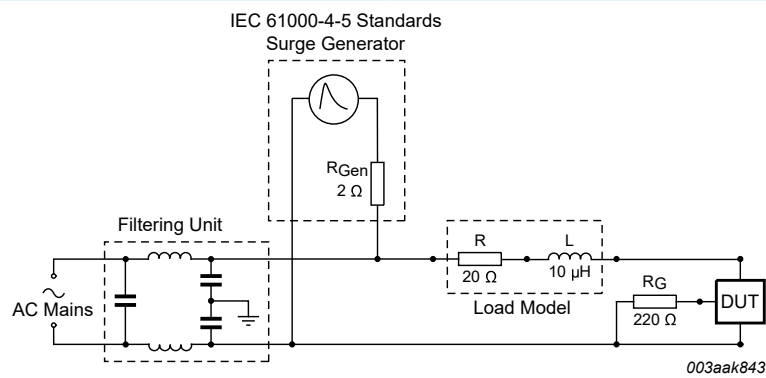 IEC 61000-4-5 Standards
Surge Generator
RGen
2 Ω
Filtering Unit
R
L
20 Ω
10 μH
RG
DUT
AC Mains
Load Model
220 Ω
003aak843